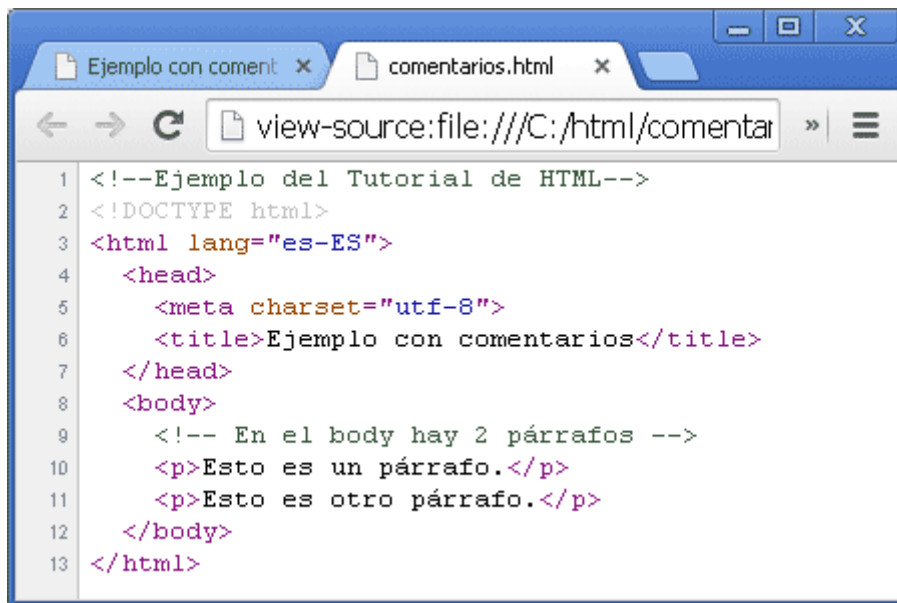 Ejemplo con coment
comentarios.html
view-source:file:///C:/html/comentar »
1 <!--Ejemplo del Tutorial de HTML-->
2 <!DOCTYPE html>
3 <html lang="es-ES">
4 <head>
5 <meta charset="utf-8">
6 <title>Ejemplo con comentarios</title>
7 </head>
8 <body>
9 <!-- En el body hay 2 párrafos -->
10 <p>Esto es un párrafo.</p>
11 <p>Esto es otro párrafo.</p>
12 </body>
13 </html>